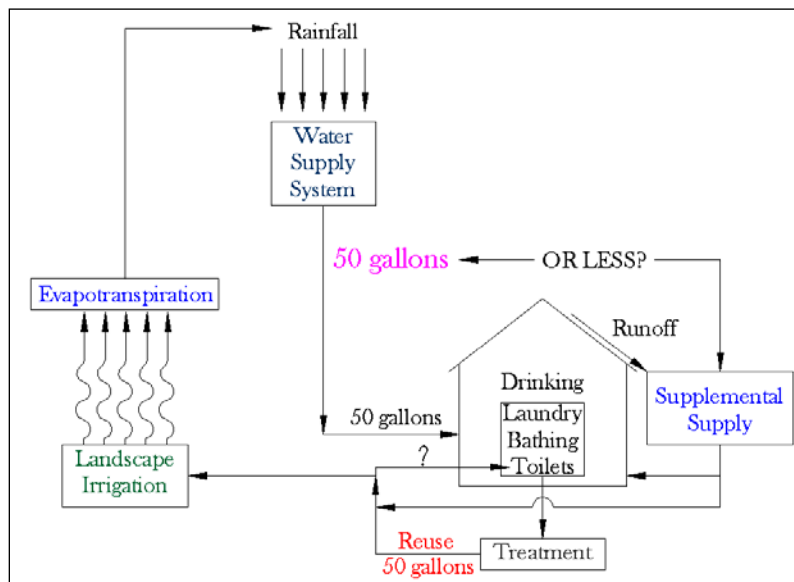 Rainfall
Water
Supply
System
50 gallons
OR LESS?
Evapotranspiration
Runoff
Drinking
Laundry
Bathing
Toilets
Supplemental
Supply
50 gallons
?
Landscape
Irrigation
Reuse
50 gallons
Treatment